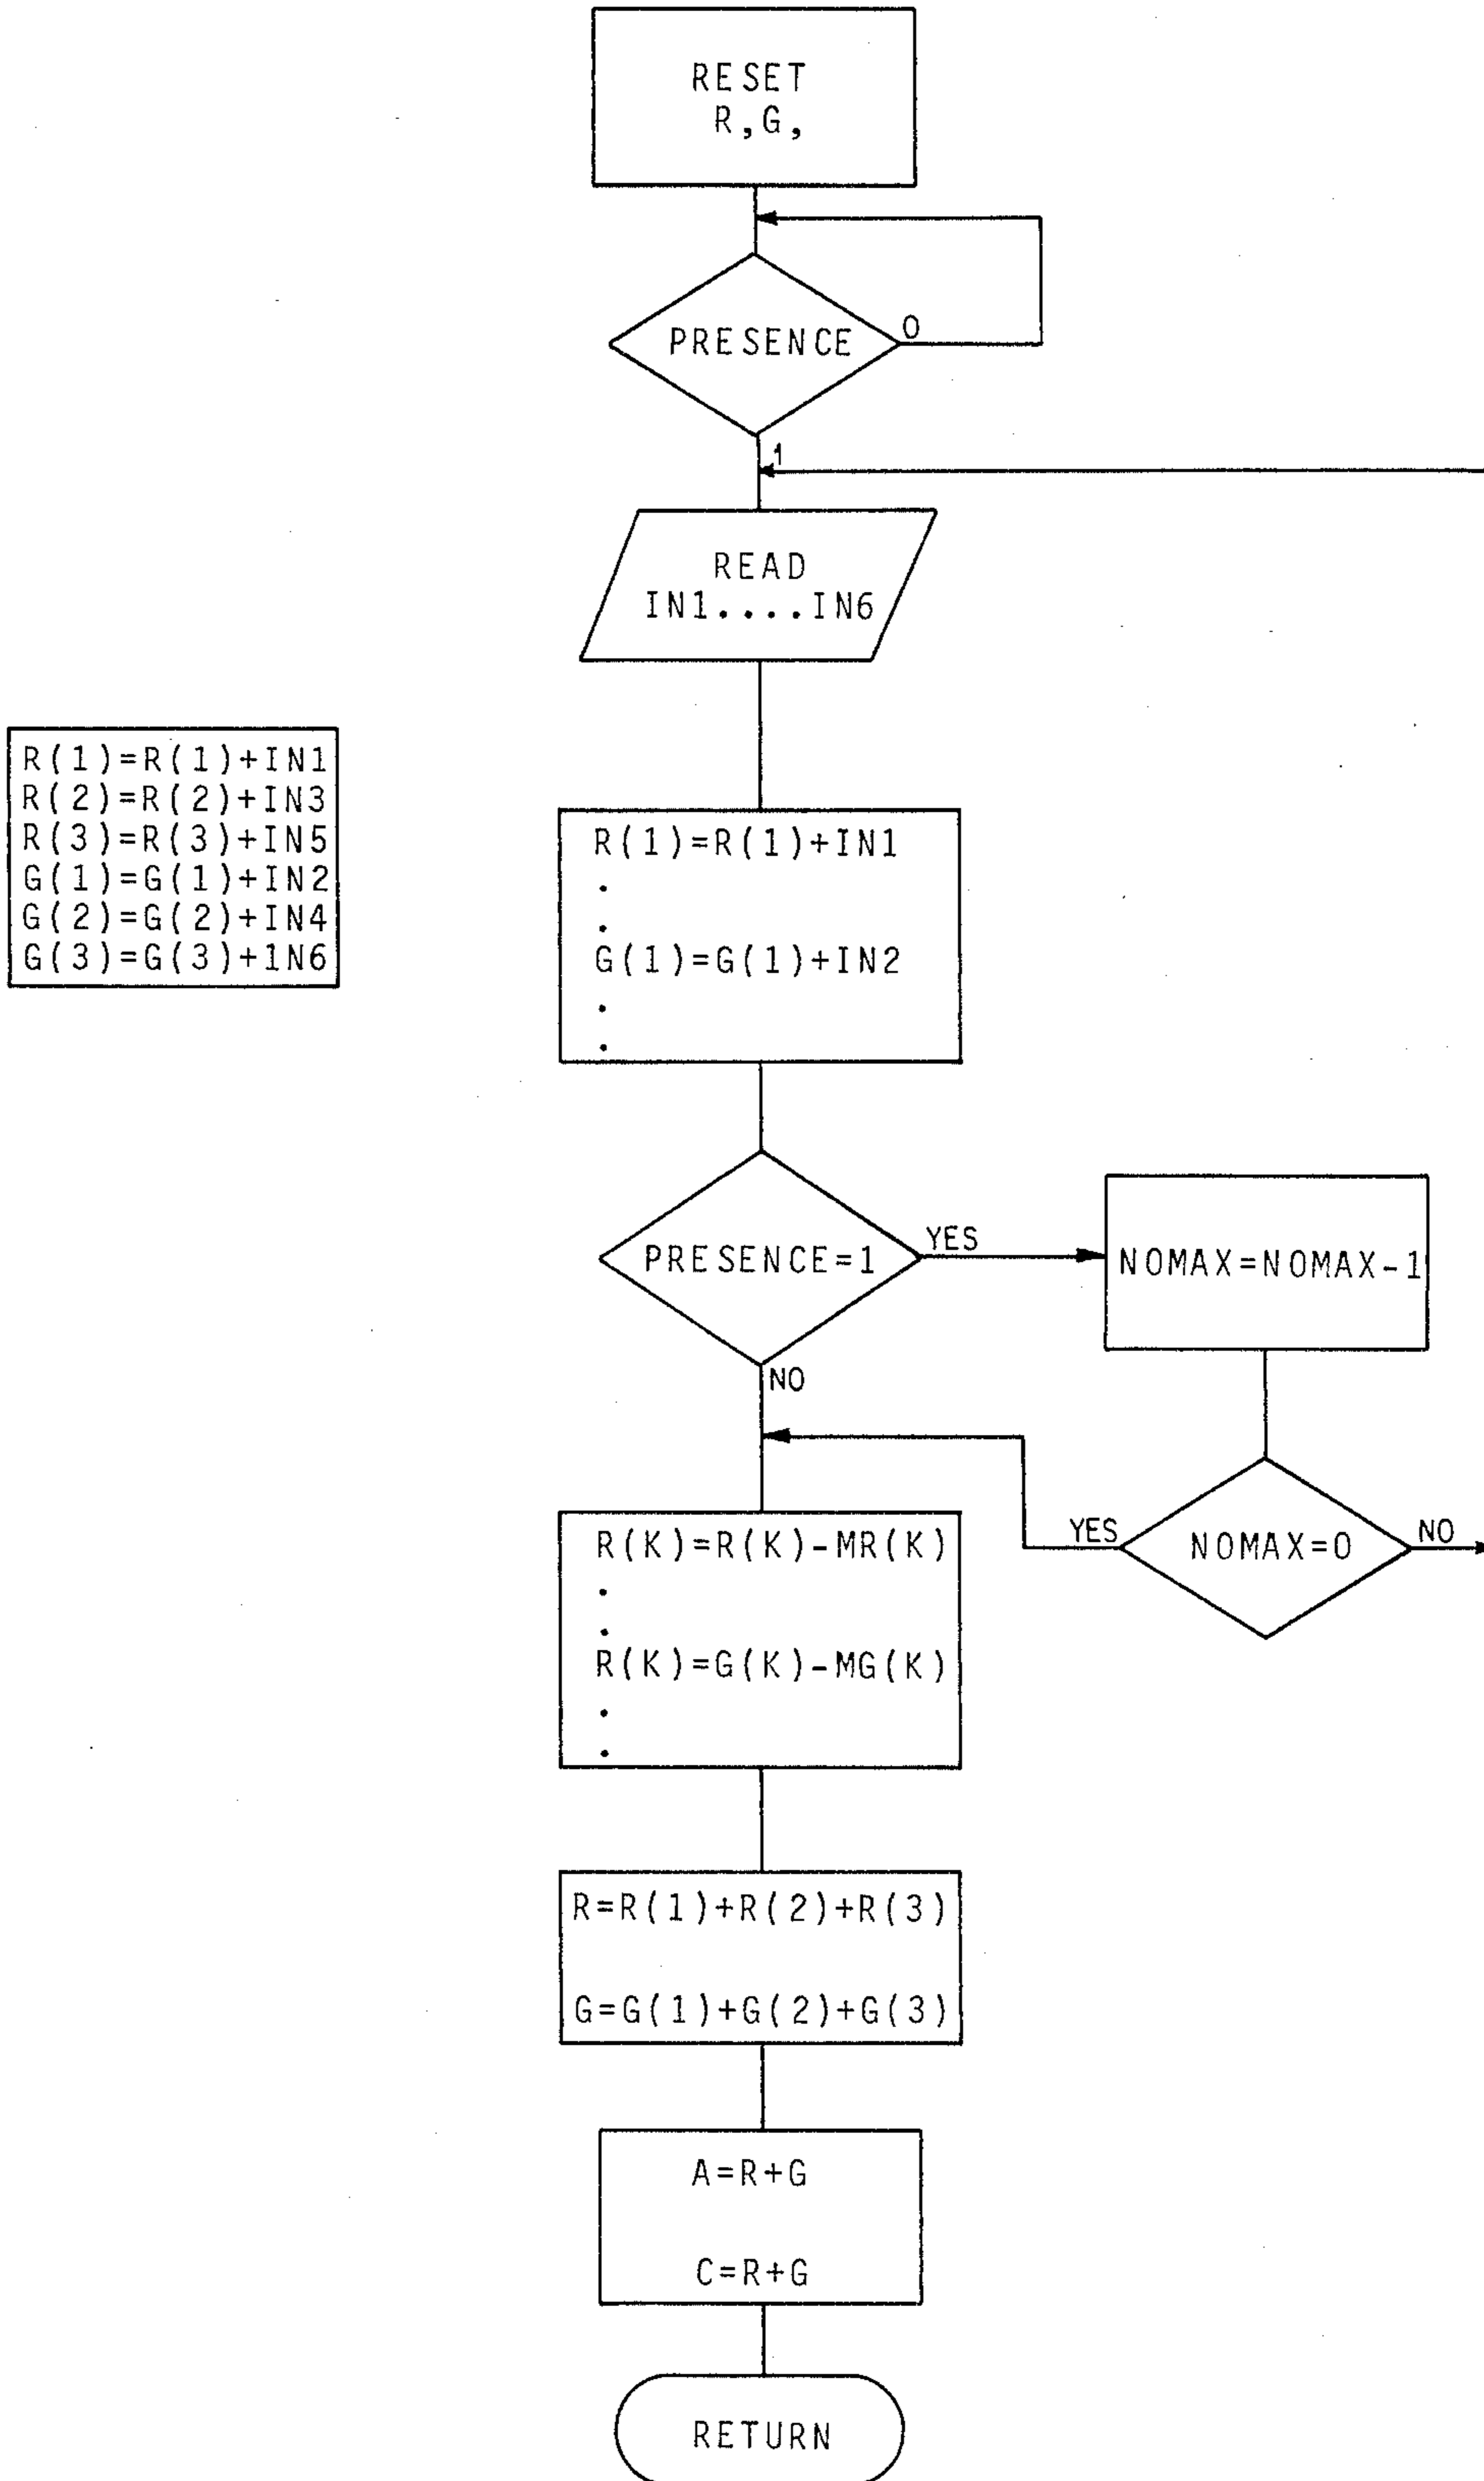 RESET
R,G,
PRESENCE
0
1
READ
IN1....IN6
R(1)=R(1)+IN1
R(2)=R(2)+IN3
R(3)=R(3)+IN5
G(1)=G(1)+IN2
G(2)=G(2)+IN4
G(3)=G(3)+1N6
R(1)=R(1)+IN1
.
.
G(1)=G(1)+IN2
.
.
PRESENCE=1
YES
NOMAX=NOMAX-1
NO
YES
NOMAX=0
NO
R(K)=R(K)-MR(K)
.
.
R(K)=G(K)-MG(K)
.
.
R=R(1)+R(2)+R(3)
G=G(1)+G(2)+G(3)
A=R+G
C=R+G
RETURN